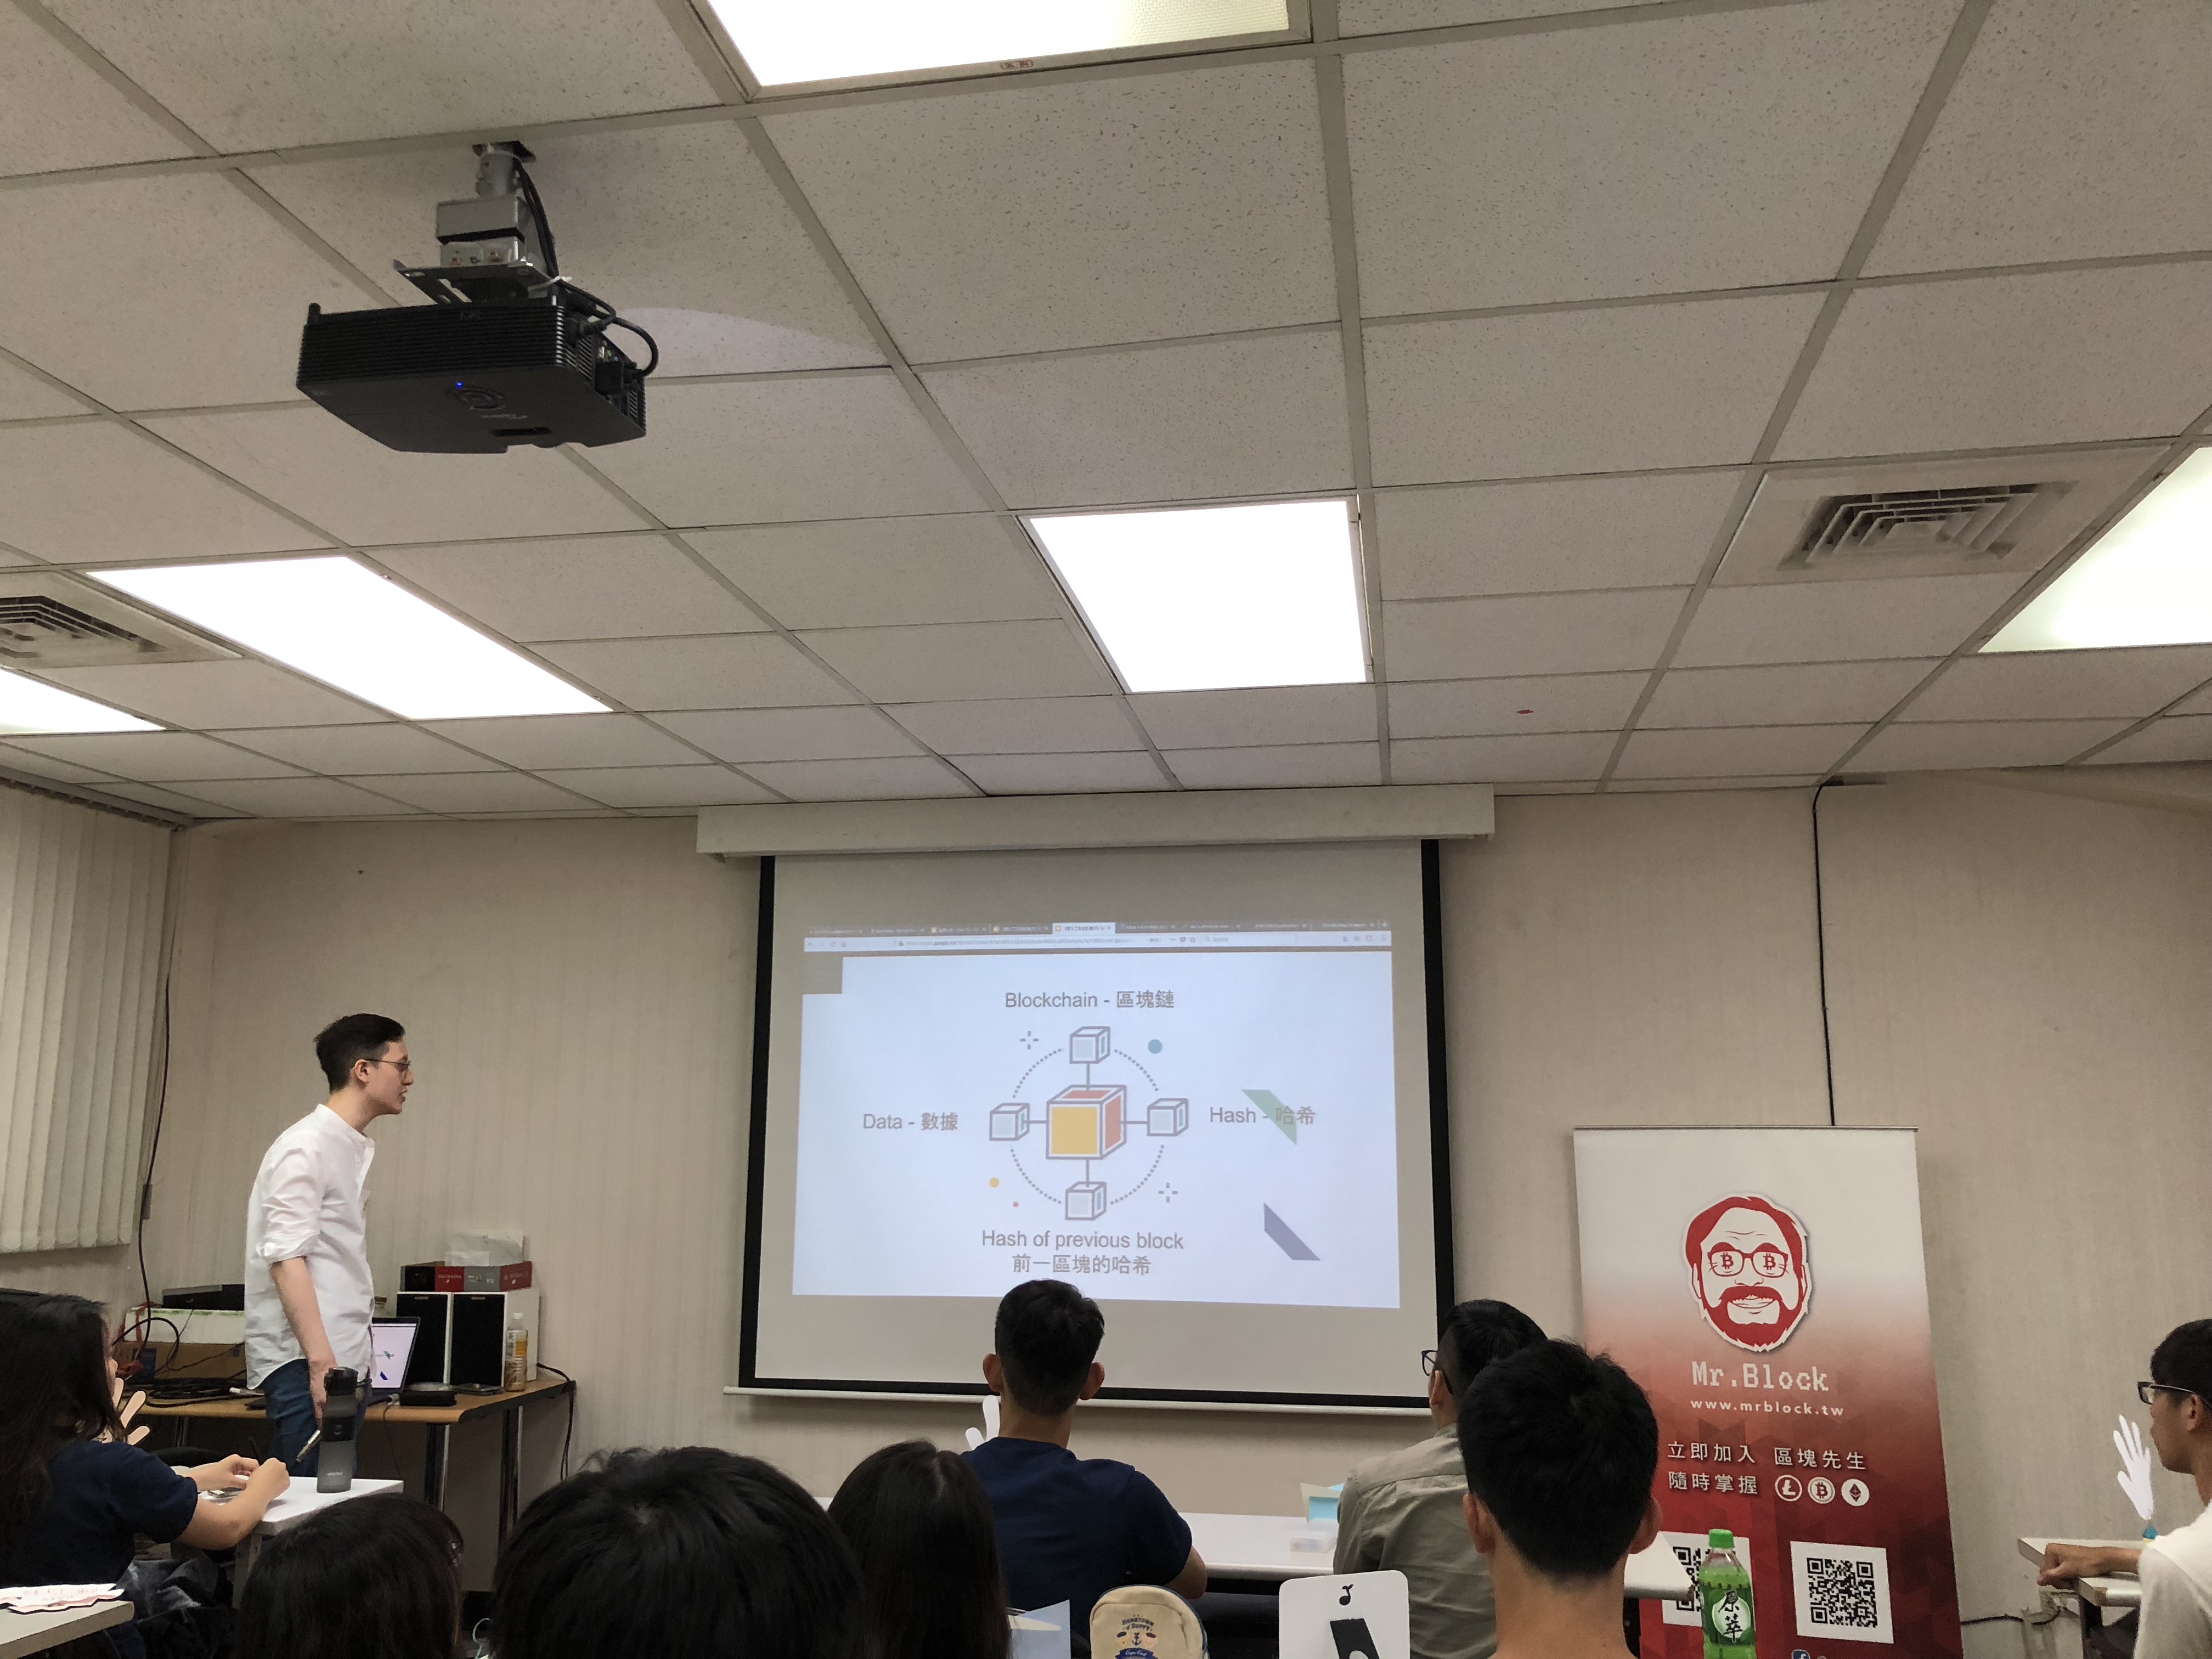 Blockchain - 區塊鏈
Data - 數據
Hash - 哈希
Hash of previous block
前一區塊的哈希
Mr.Block
www.mrblock.tw
立即加入 區塊先生
隨時掌握
原萃